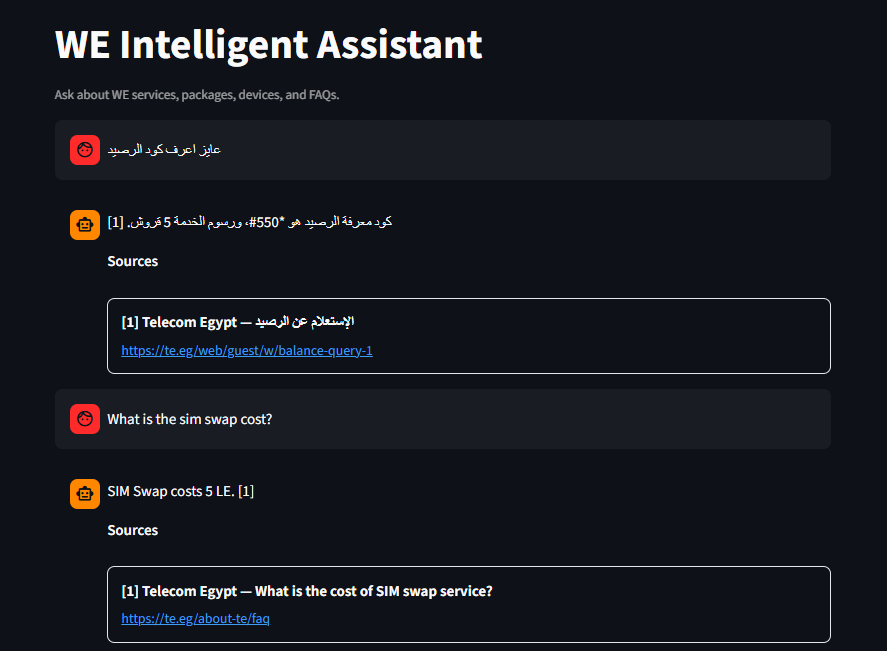 WE Intelligent Assistant
Ask about WE services, packages, devices, and FAQs.
عايز اعرف كود الرصيد
كود معرفة الرصيد هو *550#، ورسوم الخدمة 5 قروش. [1]
Sources
[1] Telecom Egypt — الإستعلام عن الرصيد
https://te.eg/web/guest/w/balance-query-1
What is the sim swap cost?
SIM Swap costs 5 LE. [1]
Sources
[1] Telecom Egypt — What is the cost of SIM swap service?
https://te.eg/about-te/faq